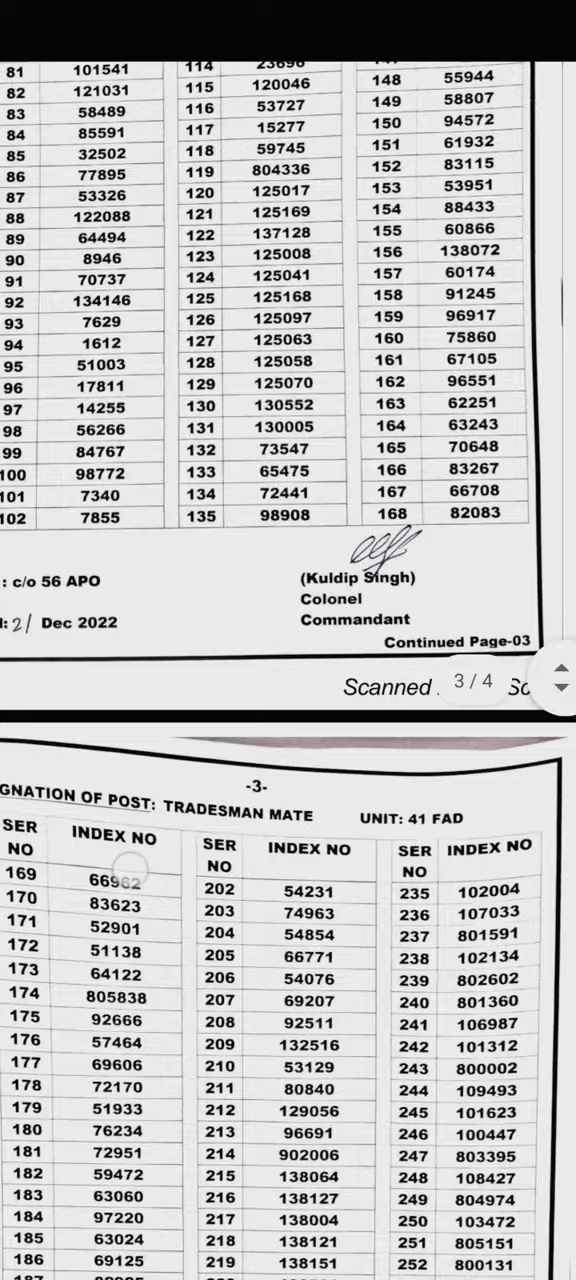 81 101541 114 23696
82 121031 115 120046 148 55944
83 58489 116 53727 149 58807
84 85591 117 15277 150 94572
85 32502 118 59745 151 61932
86 77895 119 804336 152 83115
87 53326 120 125017 153 53951
88 122088 121 125169 154 88433
89 64494 122 137128 155 60866
90 8946 123 125008 156 138072
91 70737 124 125041 157 60174
92 134146 125 125168 158 91245
93 7629 126 125097 159 96917
94 1612 127 125063 160 75860
95 51003 128 125058 161 67105
96 17811 129 125070 162 96551
97 14255 130 130552 163 62251
98 56266 131 130005 164 63243
99 84767 132 73547 165 70648
100 98772 133 65475 166 83267
101 7340 134 72441 167 66708
102 7855 135 98908 168 82083
: c/o 56 APO (Kuldip Singh)
Colonel
: 21 Dec 2022 Commandant
Continued Page-03
Scanned 3 / 4 Sc
-3-
GNATION OF POST: TRADESMAN MATE UNIT: 41 FAD
SER NO INDEX NO SER NO INDEX NO SER NO INDEX NO
169 66962 202 54231 235 102004
170 83623 203 74963 236 107033
171 52901 204 54854 237 801591
172 51138 205 66771 238 102134
173 64122 206 54076 239 802602
174 805838 207 69207 240 801360
175 92666 208 92511 241 106987
176 57464 209 132516 242 101312
177 69606 210 53129 243 800002
178 72170 211 80840 244 109493
179 51933 212 129056 245 101623
180 76234 213 96691 246 100447
181 72951 214 902006 247 803395
182 59472 215 138064 248 108427
183 63060 216 138127 249 804974
184 97220 217 138004 250 103472
185 63024 218 138121 251 805151
186 69125 219 138151 252 800131